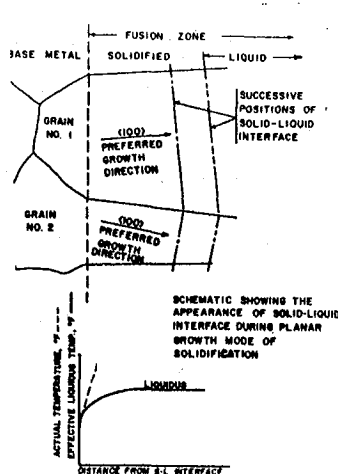 FUSION ZONE
BASE METAL
SOLIDIFIED
LIQUID
GRAIN
NO. 1
⟨100⟩
PREFERRED
GROWTH
DIRECTION
SUCCESSIVE
POSITIONS OF
SOLID-LIQUID
INTERFACE
GRAIN
NO. 2
⟨100⟩
PREFERRED
GROWTH
DIRECTION
SCHEMATIC SHOWING THE
APPEARANCE OF SOLID-LIQUID
INTERFACE DURING PLANAR
GROWTH MODE OF
SOLIDIFICATION
ACTUAL TEMPERATURE, °F
EFFECTIVE LIQUIDUS TEMP., °F
LIQUIDUS
DISTANCE FROM S-L INTERFACE